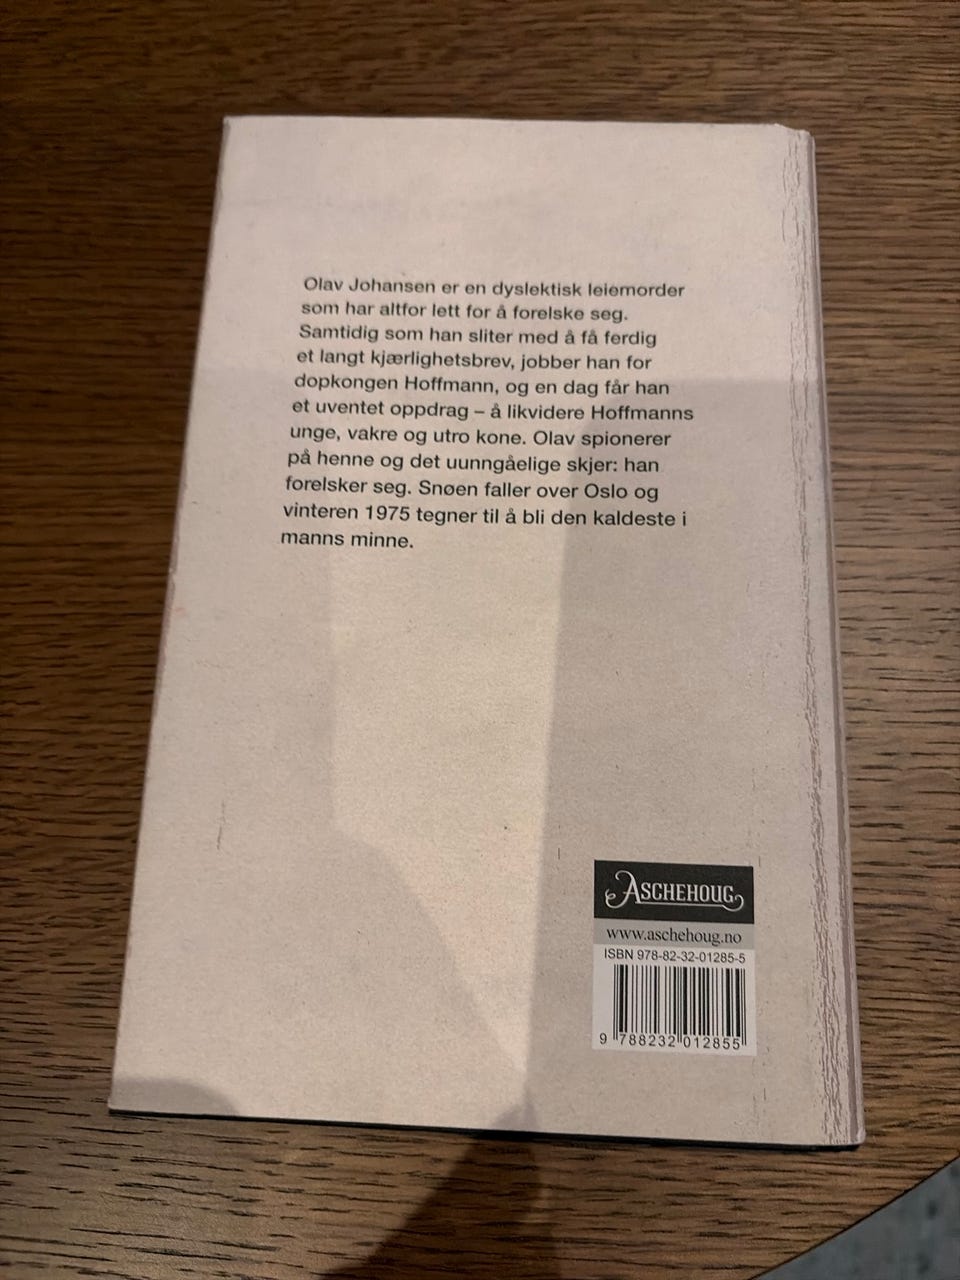 Olav Johansen er en dyslektisk leiemorder
som har altfor lett for å forelske seg.
Samtidig som han sliter med å få ferdig
et langt kjærlighetsbrev, jobber han for
dopkongen Hoffmann, og en dag får han
et uventet oppdrag – å likvidere Hoffmanns
unge, vakre og utro kone. Olav spionerer
på henne og det uunngåelige skjer: han
forelsker seg. Snøen faller over Oslo og
vinteren 1975 tegner til å bli den kaldeste i
manns minne.
ASCHEHOUG
www.aschehoug.no
ISBN 978-82-32-01285-5
9 788232 012855